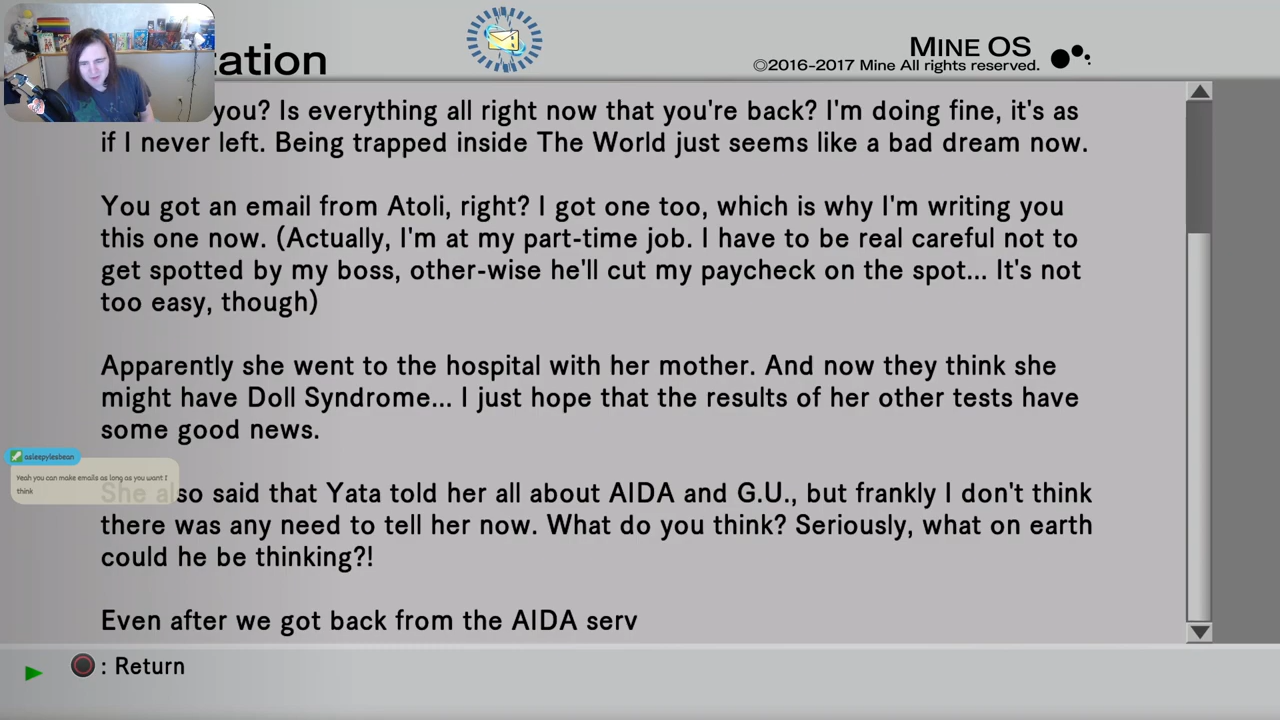 tation
MINE OS
©2016-2017 Mine All rights reserved.
you? Is everything all right now that you're back? I'm doing fine, it's as
if I never left. Being trapped inside The World just seems like a bad dream now.
You got an email from Atoli, right? I got one too, which is why I'm writing you
this one now. (Actually, I'm at my part-time job. I have to be real careful not to
get spotted by my boss, other-wise he'll cut my paycheck on the spot... It's not
too easy, though)
Apparently she went to the hospital with her mother. And now they think she
might have Doll Syndrome... I just hope that the results of her other tests have
some good news.
asleepylesbean
Yeah you can make emails as long as you want I
think
She also said that Yata told her all about AIDA and G.U., but frankly I don't think
there was any need to tell her now. What do you think? Seriously, what on earth
could he be thinking?!
Even after we got back from the AIDA serv
: Return